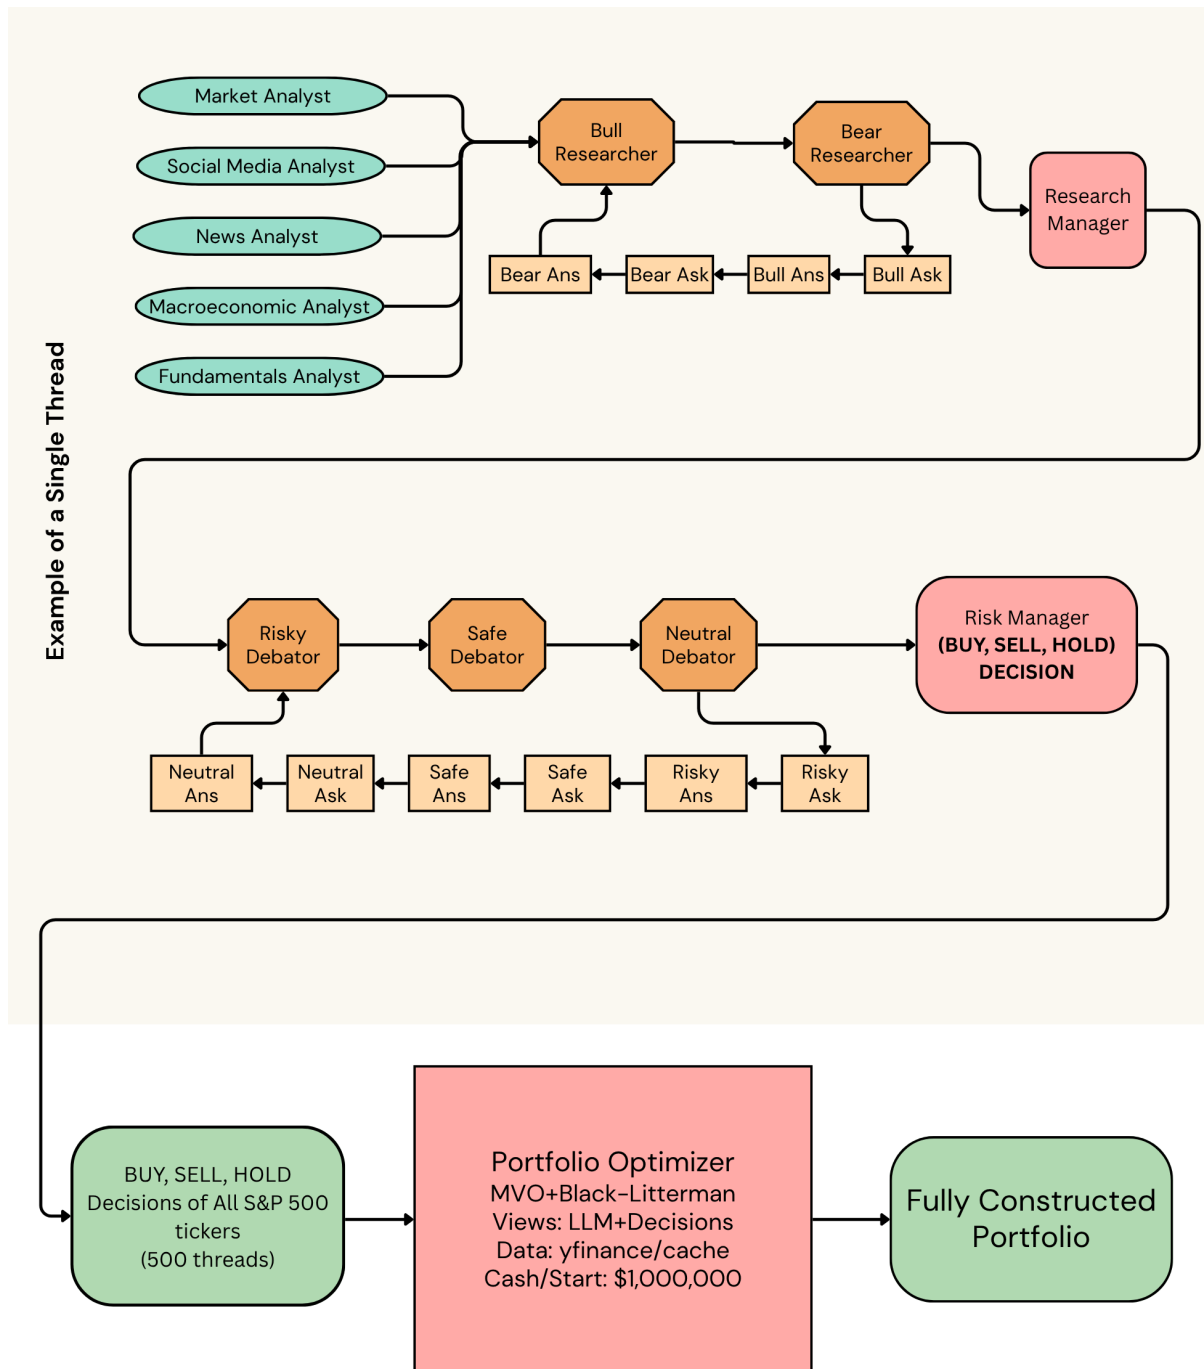 Market Analyst
Social Media Analyst
News Analyst
Macroeconomic Analyst
Fundamentals Analyst
Bull
Researcher
Bear
Researcher
Research
Manager
Bear Ans
Bear Ask
Bull Ans
Bull Ask
Example of a Single Thread
Risky
Debator
Safe
Debator
Neutral
Debator
Risk Manager
(BUY, SELL, HOLD)
DECISION
Neutral
Ans
Neutral
Ask
Safe
Ans
Safe
Ask
Risky
Ans
Risky
Ask
BUY, SELL, HOLD
Decisions of All S&P 500
tickers
(500 threads)
Portfolio Optimizer
MVO+Black-Litterman
Views: LLM+Decisions
Data: yfinance/cache
Cash/Start: $1,000,000
Fully Constructed
Portfolio